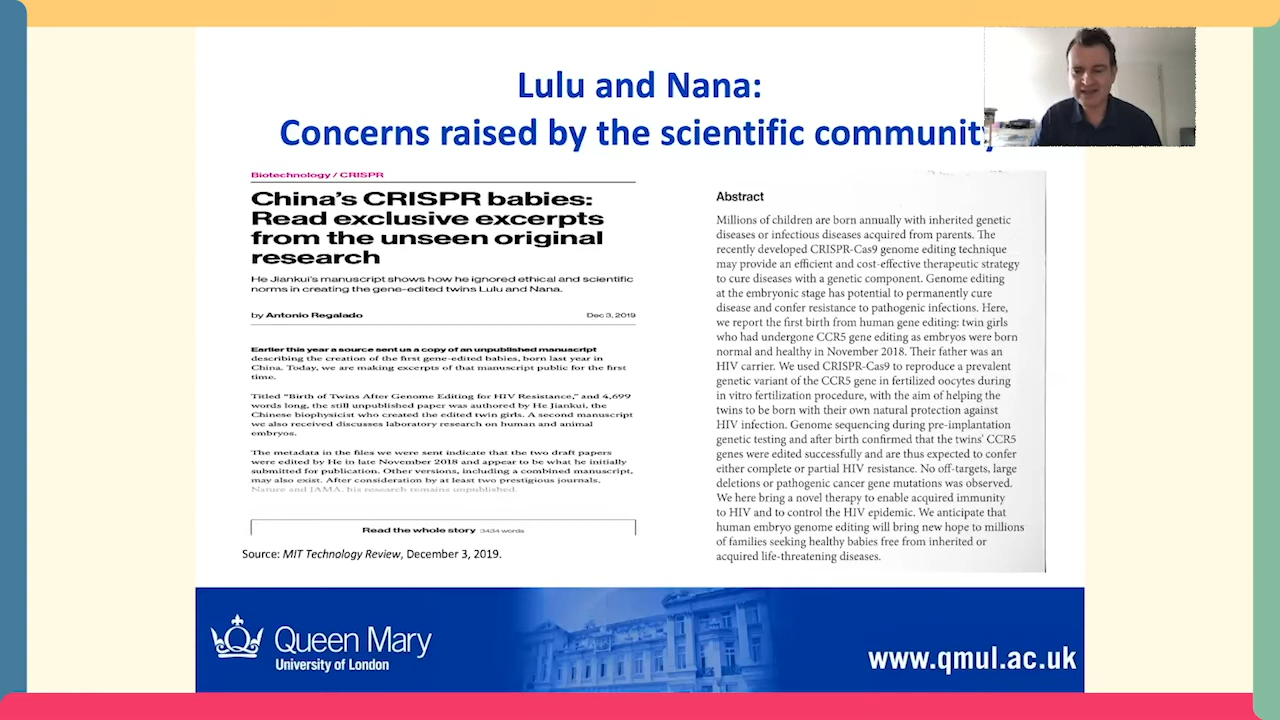 Lulu and Nana:
Concerns raised by the scientific community
Biotechnology / CRISPR
China's CRISPR babies:
Read exclusive excerpts
from the unseen original
research
He Jiankui's manuscript shows how he ignored ethical and scientific
norms in creating the gene-edited twins Lulu and Nana.
by Antonio Regalado Dec 3, 2019
Earlier this year a source sent us a copy of an unpublished manuscript
describing the creation of the first gene-edited babies, born last year in
China. Today, we are making excerpts of that manuscript public for the first
time.
Titled “Birth of Twins After Genome Editing for HIV Resistance,” and 4,699
words long, the still unpublished paper was authored by He Jiankui, the
Chinese biophysicist who created the edited twin girls. A second manuscript
we also received discusses laboratory research on human and animal
embryos.
The metadata in the files we were sent indicate that the two draft papers
were edited by He in late November 2018 and appear to be what he initially
submitted for publication. Other versions, including a combined manuscript,
may also exist. After consideration by at least two prestigious journals,
Nature and JAMA, his research remains unpublished.
Read the whole story 3434 words
Source: MIT Technology Review, December 3, 2019.
Abstract
Millions of children are born annually with inherited genetic
diseases or infectious diseases acquired from parents. The
recently developed CRISPR-Cas9 genome editing technique
may provide an efficient and cost-effective therapeutic strategy
to cure diseases with a genetic component. Genome editing
at the embryonic stage has potential to permanently cure
disease and confer resistance to pathogenic infections. Here,
we report the first birth from human gene editing: twin girls
who had undergone CCR5 gene editing as embryos were born
normal and healthy in November 2018. Their father was an
HIV carrier. We used CRISPR-Cas9 to reproduce a prevalent
genetic variant of the CCR5 gene in fertilized oocytes during
in vitro fertilization procedure, with the aim of helping the
twins to be born with their own natural protection against
HIV infection. Genome sequencing during pre-implantation
genetic testing and after birth confirmed that the twins' CCR5
genes were edited successfully and are thus expected to confer
either complete or partial HIV resistance. No off-targets, large
deletions or pathogenic cancer gene mutations was observed.
We here bring a novel therapy to enable acquired immunity
to HIV and to control the HIV epidemic. We anticipate that
human embryo genome editing will bring new hope to millions
of families seeking healthy babies free from inherited or
acquired life-threatening diseases.
Queen Mary
University of London
www.qmul.ac.uk